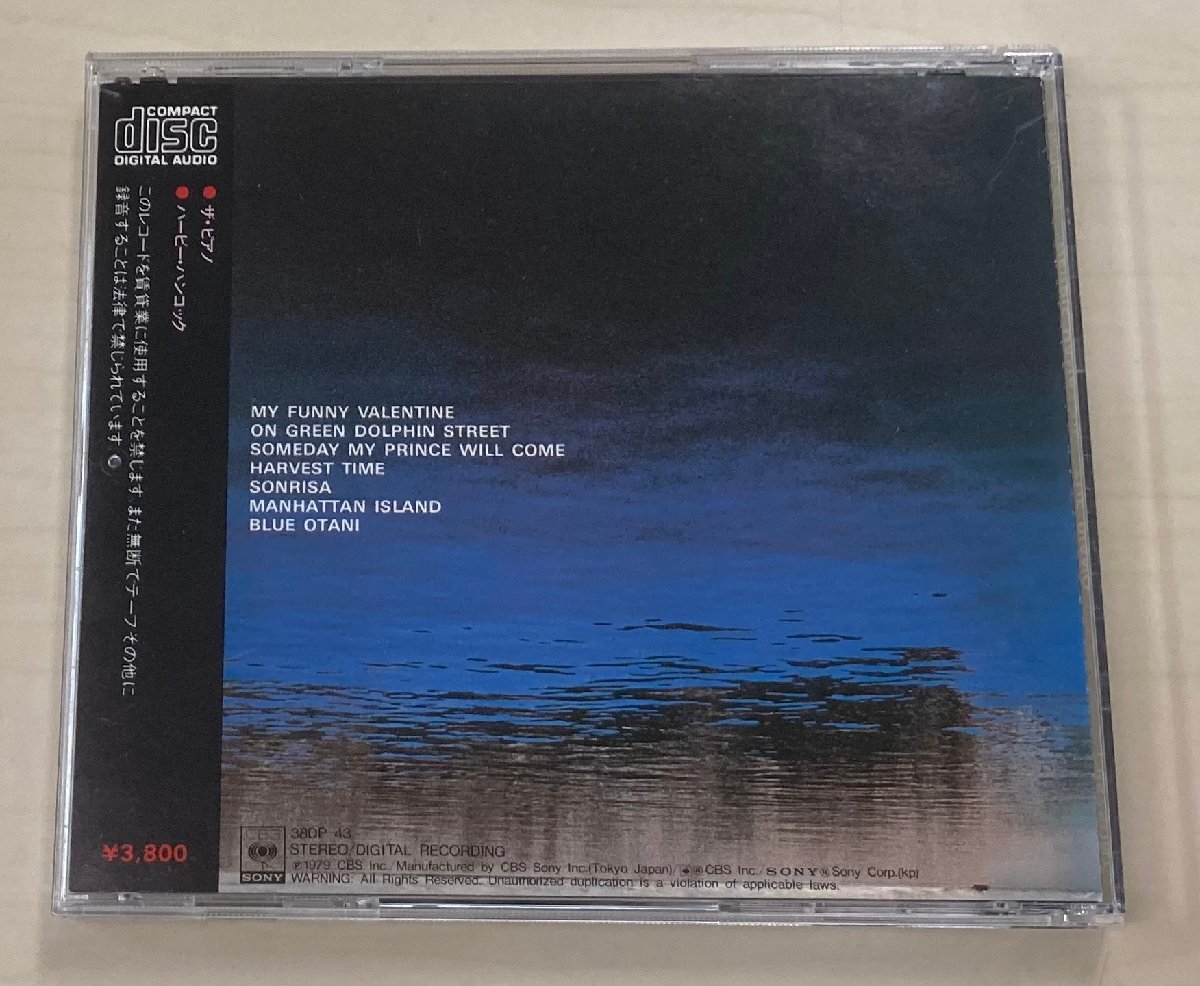 COMPACT
disc
DIGITAL AUDIO
●ザ・ピアノ
●ハービー・ハンコック
このレコードを賃貸業に使用することを禁じます。また無断でテープその他に
録音することは法律で禁じられています。
¥3,800
MY FUNNY VALENTINE
ON GREEN DOLPHIN STREET
SOMEDAY MY PRINCE WILL COME
HARVEST TIME
SONRISA
MANHATTAN ISLAND
BLUE OTANI
CBS
SONY
38DP 43
STEREO/DIGITAL RECORDING
℗1979 CBS Inc./Manufactured by CBS Sony Inc.(Tokyo Japan)/ ® CBS Inc./SONY® Sony Corp.(kp)
WARNING: All Rights Reserved. Unauthorized duplication is a violation of applicable laws.